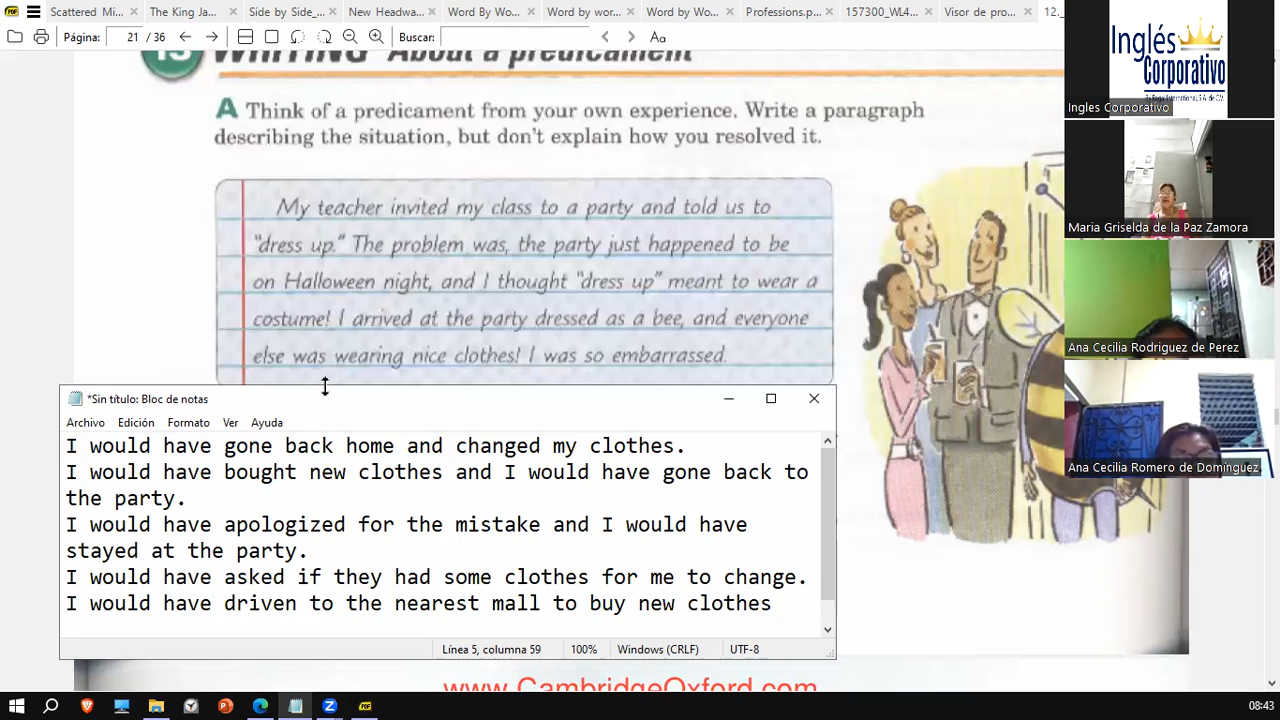 Scattered Mi...
The King Ja...
Side by Side_...
New Headwa...
Word By Wo...
Word by wor...
Word by Wo...
Professions.p...
157300_WL4...
Visor de pro...
12._
Página: 21 / 36
Buscar:
Aa
13 WRITING About a predicament
A Think of a predicament from your own experience. Write a paragraph
describing the situation, but don't explain how you resolved it.
My teacher invited my class to a party and told us to
"dress up." The problem was, the party just happened to be
on Halloween night, and I thought "dress up" meant to wear a
costume! I arrived at the party dressed as a bee, and everyone
else was wearing nice clothes! I was so embarrassed.
*Sin título: Bloc de notas
Archivo Edición Formato Ver Ayuda
I would have gone back home and changed my clothes.
I would have bought new clothes and I would have gone back to
the party.
I would have apologized for the mistake and I would have
stayed at the party.
I would have asked if they had some clothes for me to change.
I would have driven to the nearest mall to buy new clothes
Línea 5, columna 59 100% Windows (CRLF) UTF-8
www.CambridgeOxford.com
Inglés
Corporativo
Ingles Corporativo
Maria Griselda de la Paz Zamora
Ana Cecilia Rodriguez de Perez
Ana Cecilia Romero de Dominguez
08:43